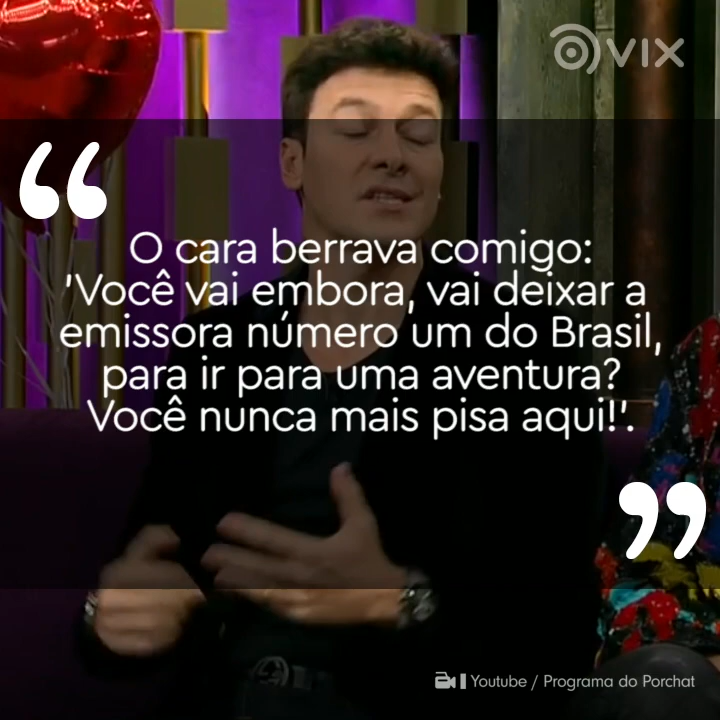 VIX
“
O cara berrava comigo:
'Você vai embora, vai deixar a
emissora número um do Brasil,
para ir para uma aventura?
Você nunca mais pisa aqui!'.
”
Youtube / Programa do Porchat